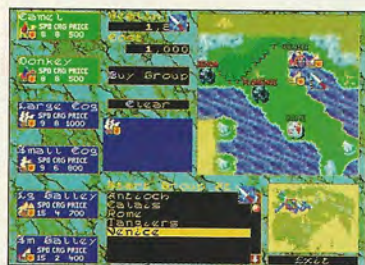 Camel
SPD CRG PRICE
8 8 500
Donkey
SPD CRG PRICE
6 6 300
Buy Group
1,000
Large Cog
SPD CRG PRICE
9 8 1000
Clear
Small Cog
SPD CRG PRICE
9 6 800
Lg Galley
SPD CRG PRICE
15 4 700
Sm Galley
SPD CRG PRICE
15 2 400
Antioch
Calais
Rome
Tangiers
Venice
Exit